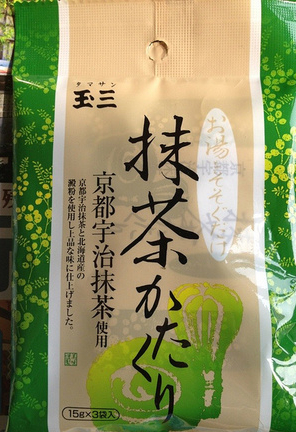 タマサン
玉三
お湯をそそぐだけ
抹茶かたくり
京都宇治抹茶使用
京都宇治抹茶と北海道産の
澱粉を使用し上品な味に仕上げました。
15g×3袋入